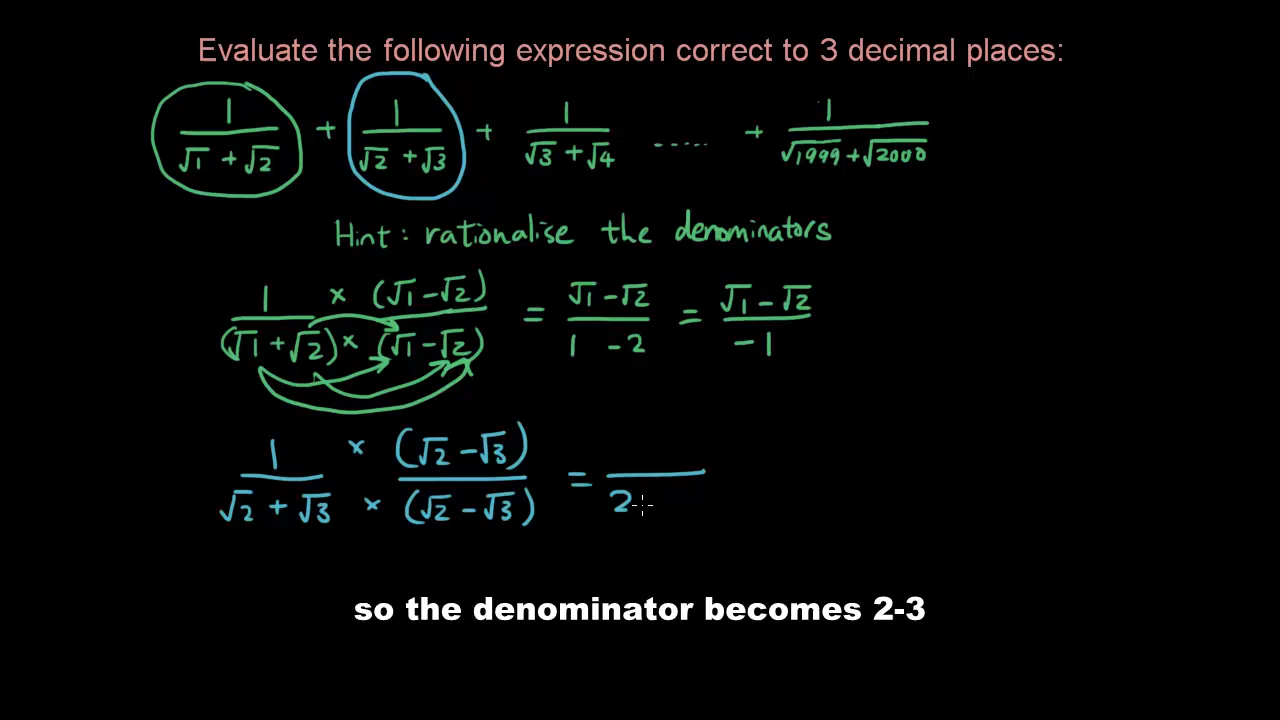 Evaluate the following expression correct to 3 decimal places:
1/(√1 + √2) + 1/(√2 + √3) + 1/(√3 + √4) ..... + 1/(√1999 + √2000)
Hint: rationalise the denominators
1/(√1 + √2) × (√1 − √2)/(√1 − √2) = (√1 − √2)/(1 − 2) = (√1 − √2)/(−1)
1/(√2 + √3) × (√2 − √3)/(√2 − √3) = /2
so the denominator becomes 2-3